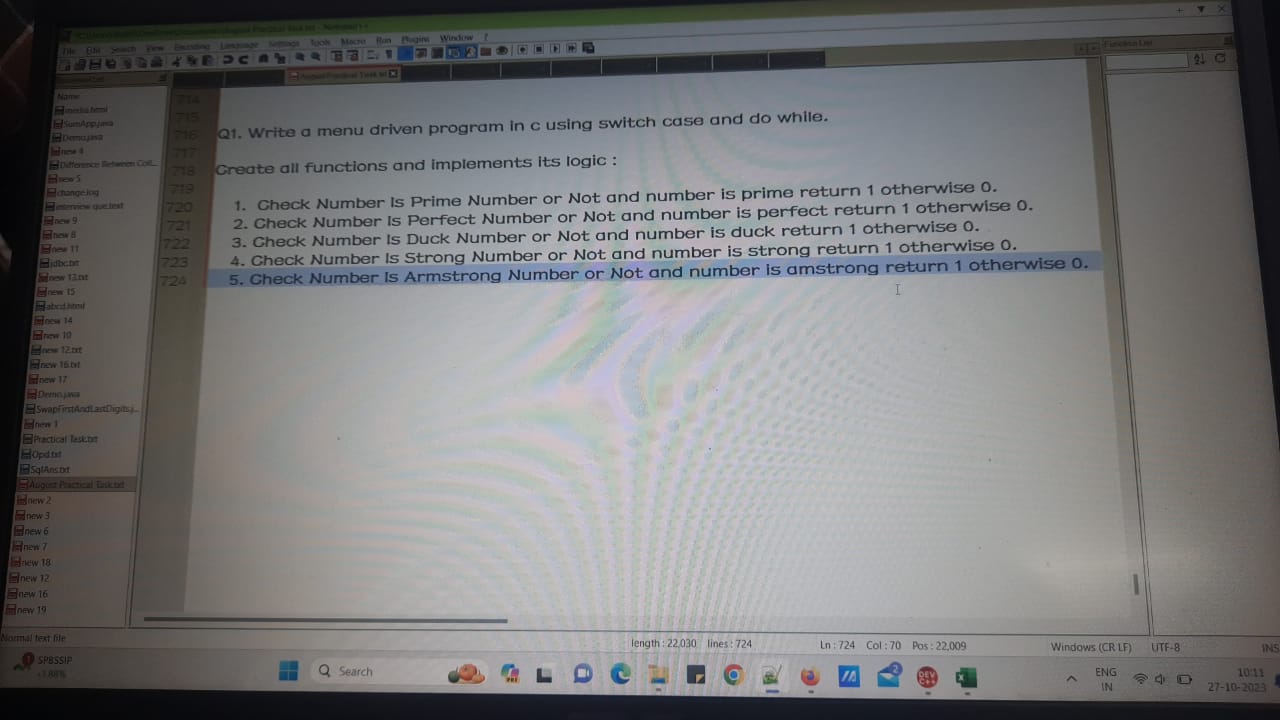 File Edit Search View Encoding Language Settings Tools Macro Run Plugins Window ?
August Practical Task.txt
Function List
Name
media.html
SumApp.java
Demo.java
new 4
Difference Between Coll...
new 5
change.log
interview que.text
new 9
new 8
new 11
jdbc.txt
new 13.txt
new 15
abcd.html
new 14
new 10
new 12.txt
new 16.txt
new 17
Demo.java
SwapFirstAndLastDigits.j...
new 1
Practical Task.txt
Opd.txt
SqlAns.txt
August Practical Task.txt
new 2
new 3
new 6
new 7
new 18
new 12
new 16
new 19
714
715
716 Q1. Write a menu driven program in c using switch case and do while.
717
718 Create all functions and implements its logic :
719
720 1. Check Number Is Prime Number or Not and number is prime return 1 otherwise 0.
721 2. Check Number Is Perfect Number or Not and number is perfect return 1 otherwise 0.
722 3. Check Number Is Duck Number or Not and number is duck return 1 otherwise 0.
723 4. Check Number Is Strong Number or Not and number is strong return 1 otherwise 0.
724 5. Check Number Is Armstrong Number or Not and number is amstrong return 1 otherwise 0.
Normal text file length : 22,030 lines : 724 Ln : 724 Col : 70 Pos : 22,009 Windows (CR LF) UTF-8 INS
1 SPBSSIP
+1.88%
Search
PRE
2
DEV C++
ENG
IN
10:11
27-10-2023